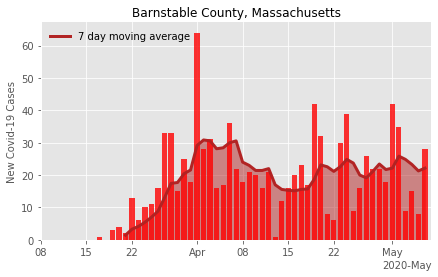 Barnstable County, Massachusetts
7 day moving average
New Covid-19 Cases
60
50
40
30
20
10
0
08 15 22 Apr 08 15 22 May
2020-May